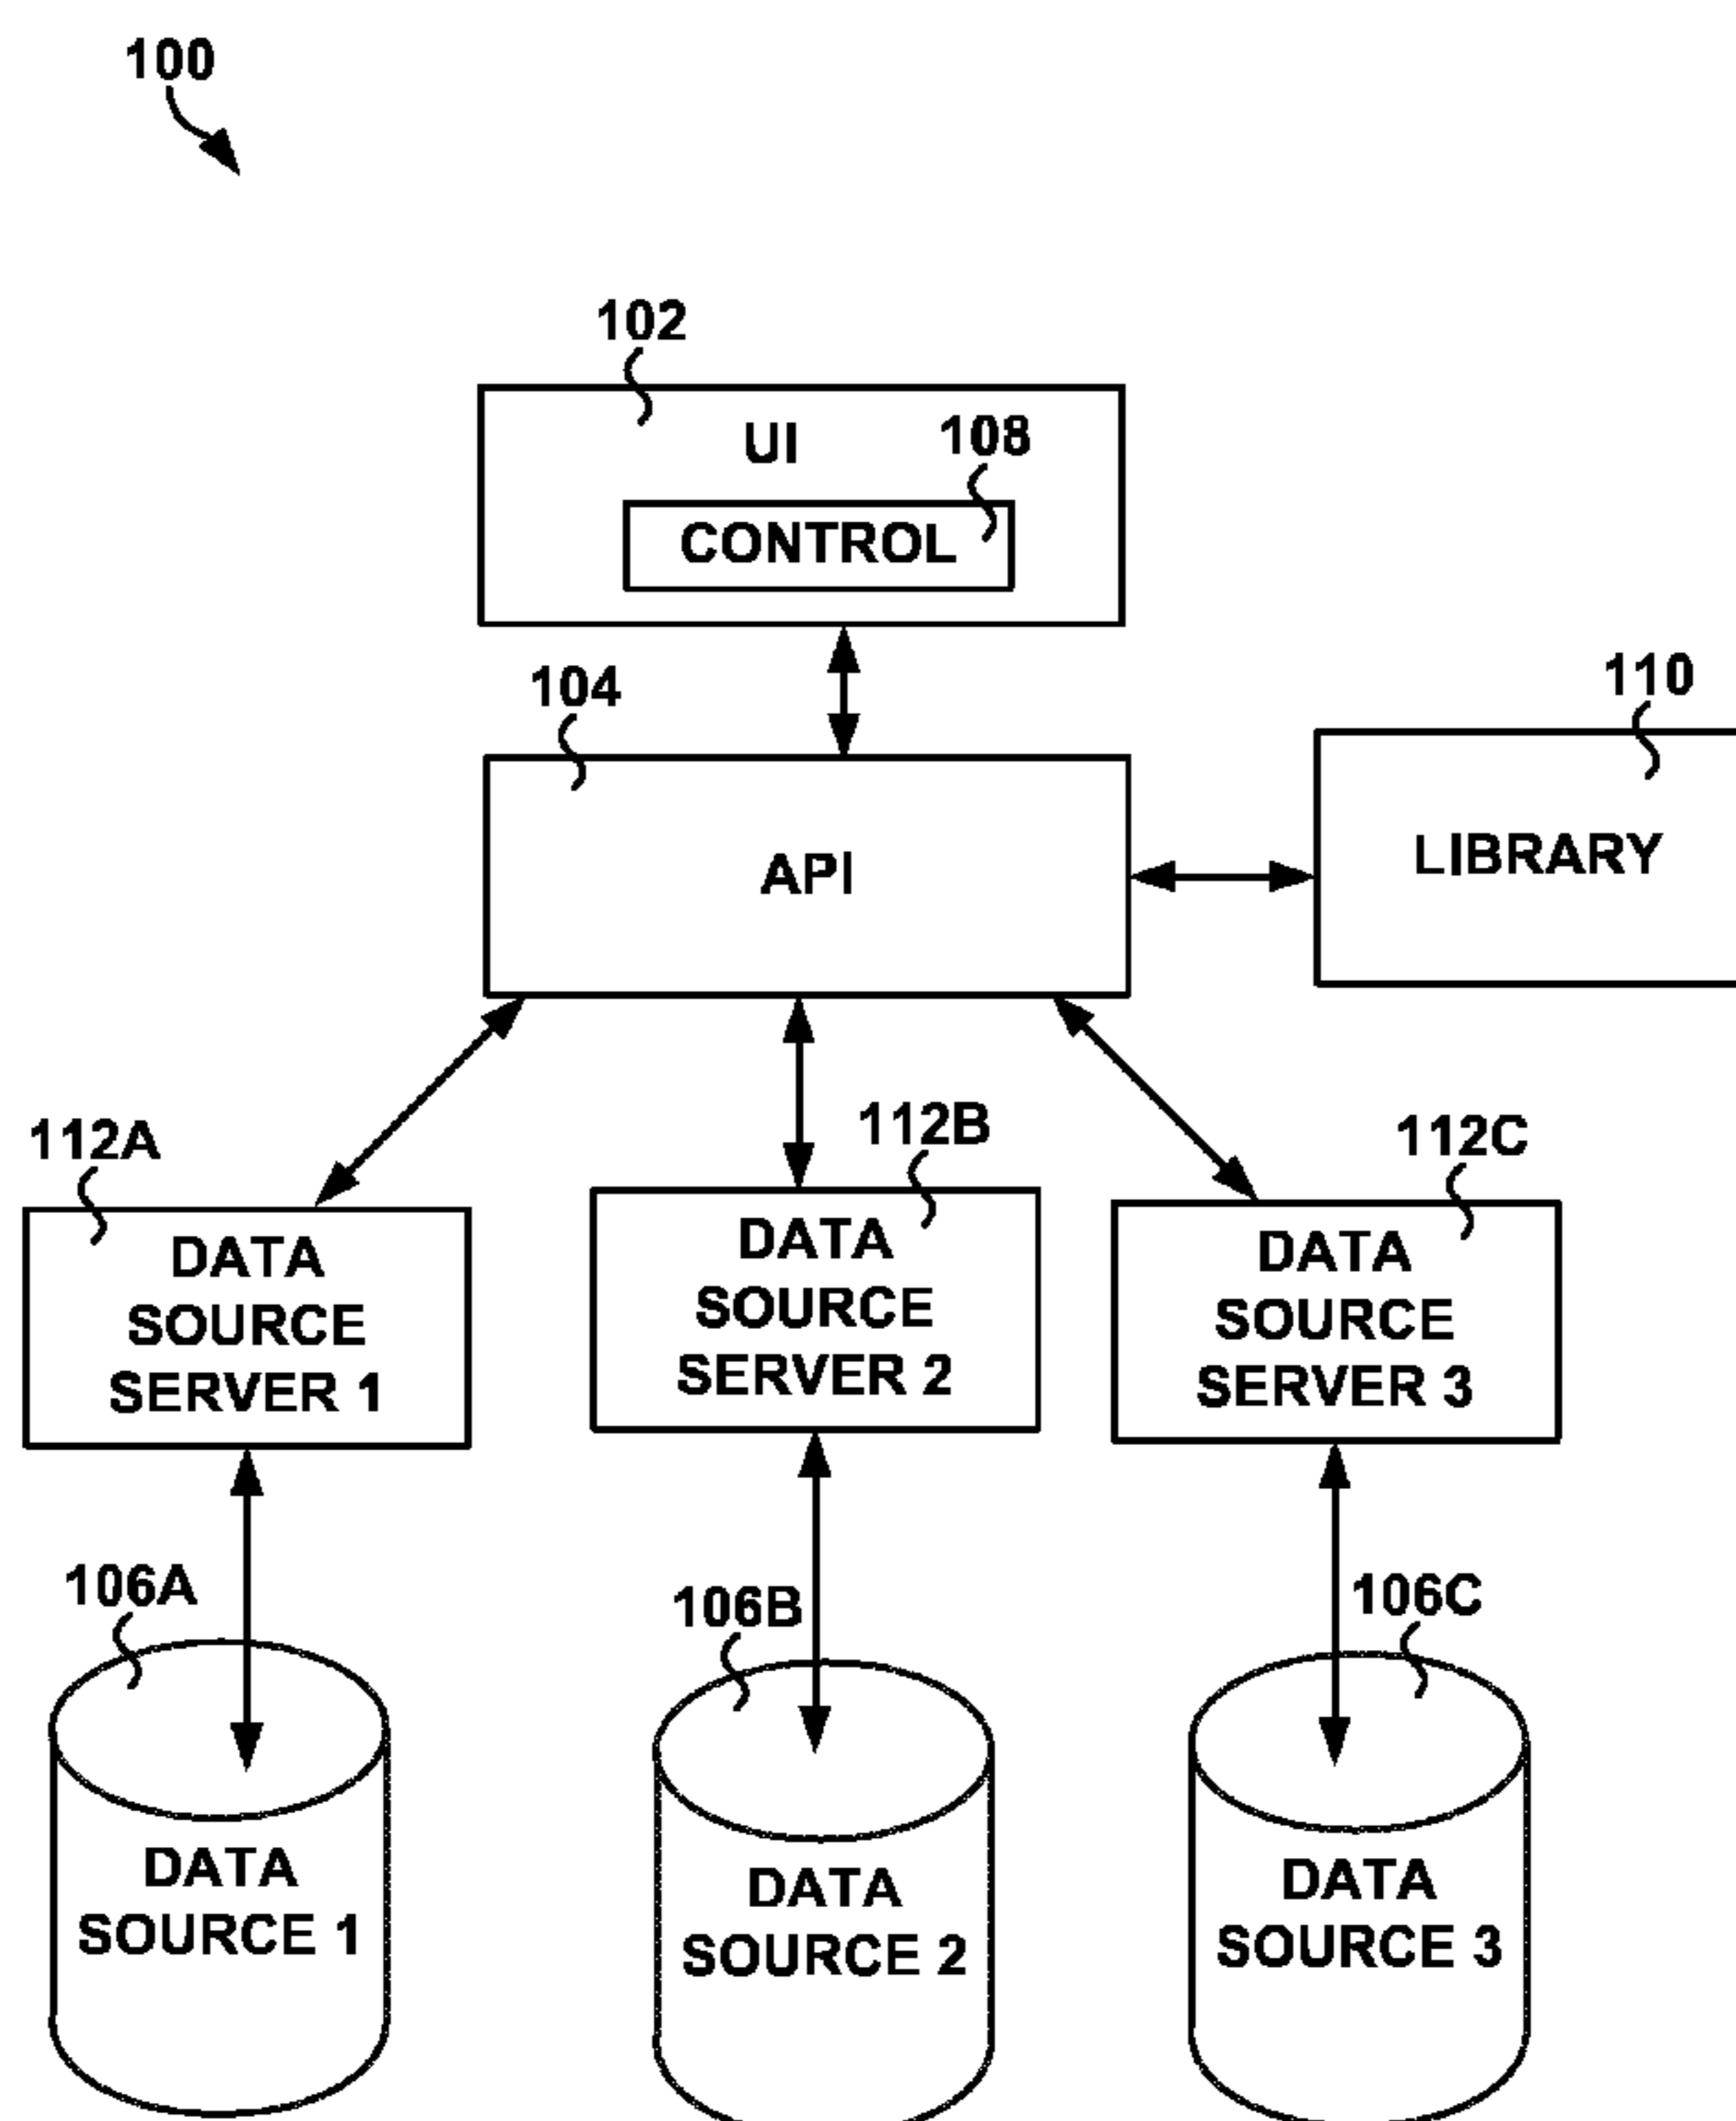 100
102
UI
108
CONTROL
104
110
API
LIBRARY
112A
112B
112C
DATA
SOURCE
SERVER 1
DATA
SOURCE
SERVER 2
DATA
SOURCE
SERVER 3
106A
106B
106C
DATA
SOURCE 1
DATA
SOURCE 2
DATA
SOURCE 3